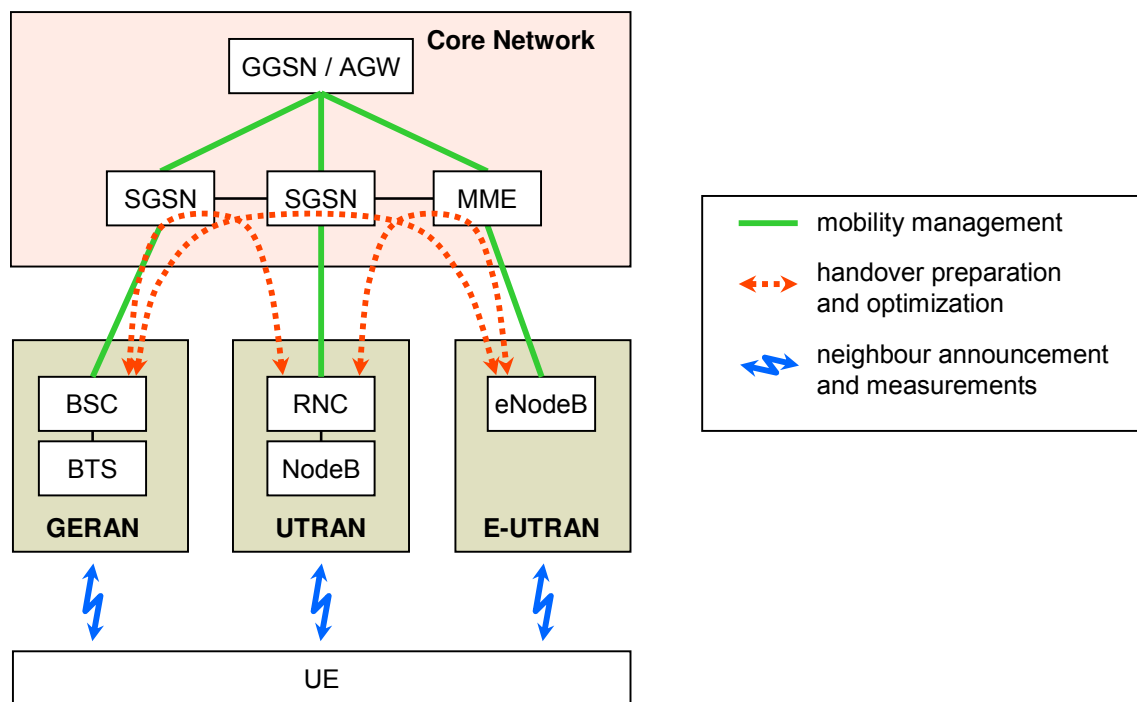 Core Network
GGSN / AGW
SGSN
SGSN
MME
mobility management
handover preparation
and optimization
neighbour announcement
and measurements
BSC
RNC
eNodeB
BTS
NodeB
GERAN
UTRAN
E-UTRAN
UE